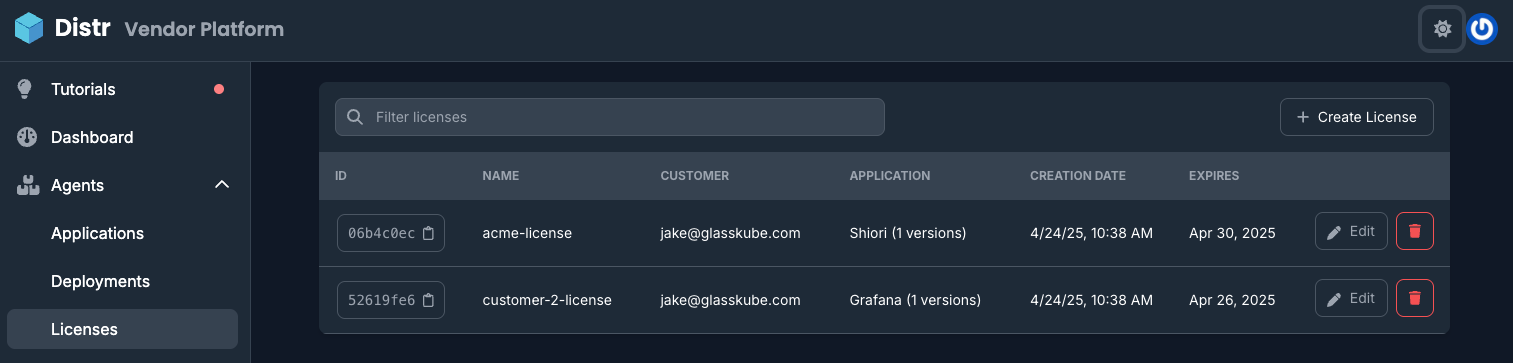 Distr Vendor Platform
Tutorials
Dashboard
Agents
Applications
Deployments
Licenses
Filter licenses
Create License
ID NAME CUSTOMER APPLICATION CREATION DATE EXPIRES
06b4c0ec acme-license jake@glasskube.com Shiori (1 versions) 4/24/25, 10:38 AM Apr 30, 2025 Edit
52619fe6 customer-2-license jake@glasskube.com Grafana (1 versions) 4/24/25, 10:38 AM Apr 26, 2025 Edit